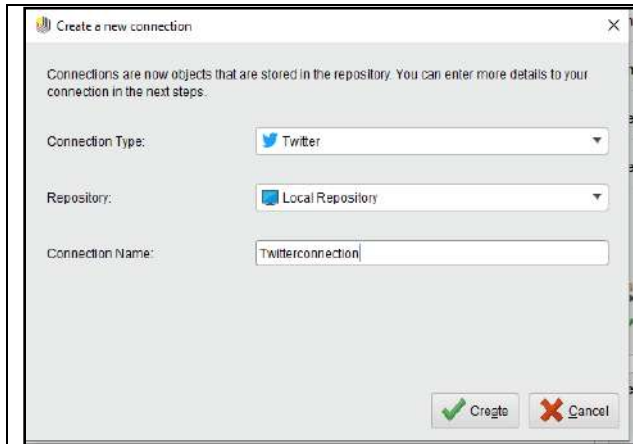 Create a new connection
Connections are now objects that are stored in the repository. You can enter more details to your
connection in the next steps.
Connection Type: Twitter
Repository: Local Repository
Connection Name: Twitterconnection
Create Cancel